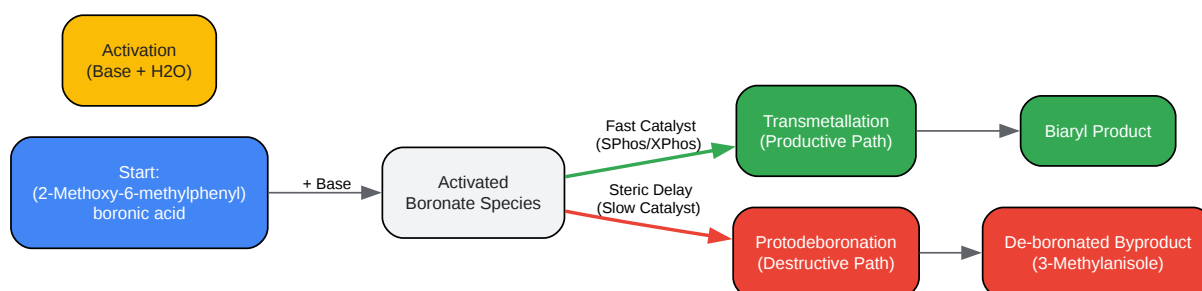 Activation
(Base + H2O)
Start:
(2-Methoxy-6-methylphenyl)
boronic acid
+ Base
Activated
Boronate Species
Fast Catalyst
(SPhos/XPhos)
Transmetallation
(Productive Path)
Biaryl Product
Steric Delay
(Slow Catalyst)
Protodeboronation
(Destructive Path)
De-boronated Byproduct
(3-Methylanisole)